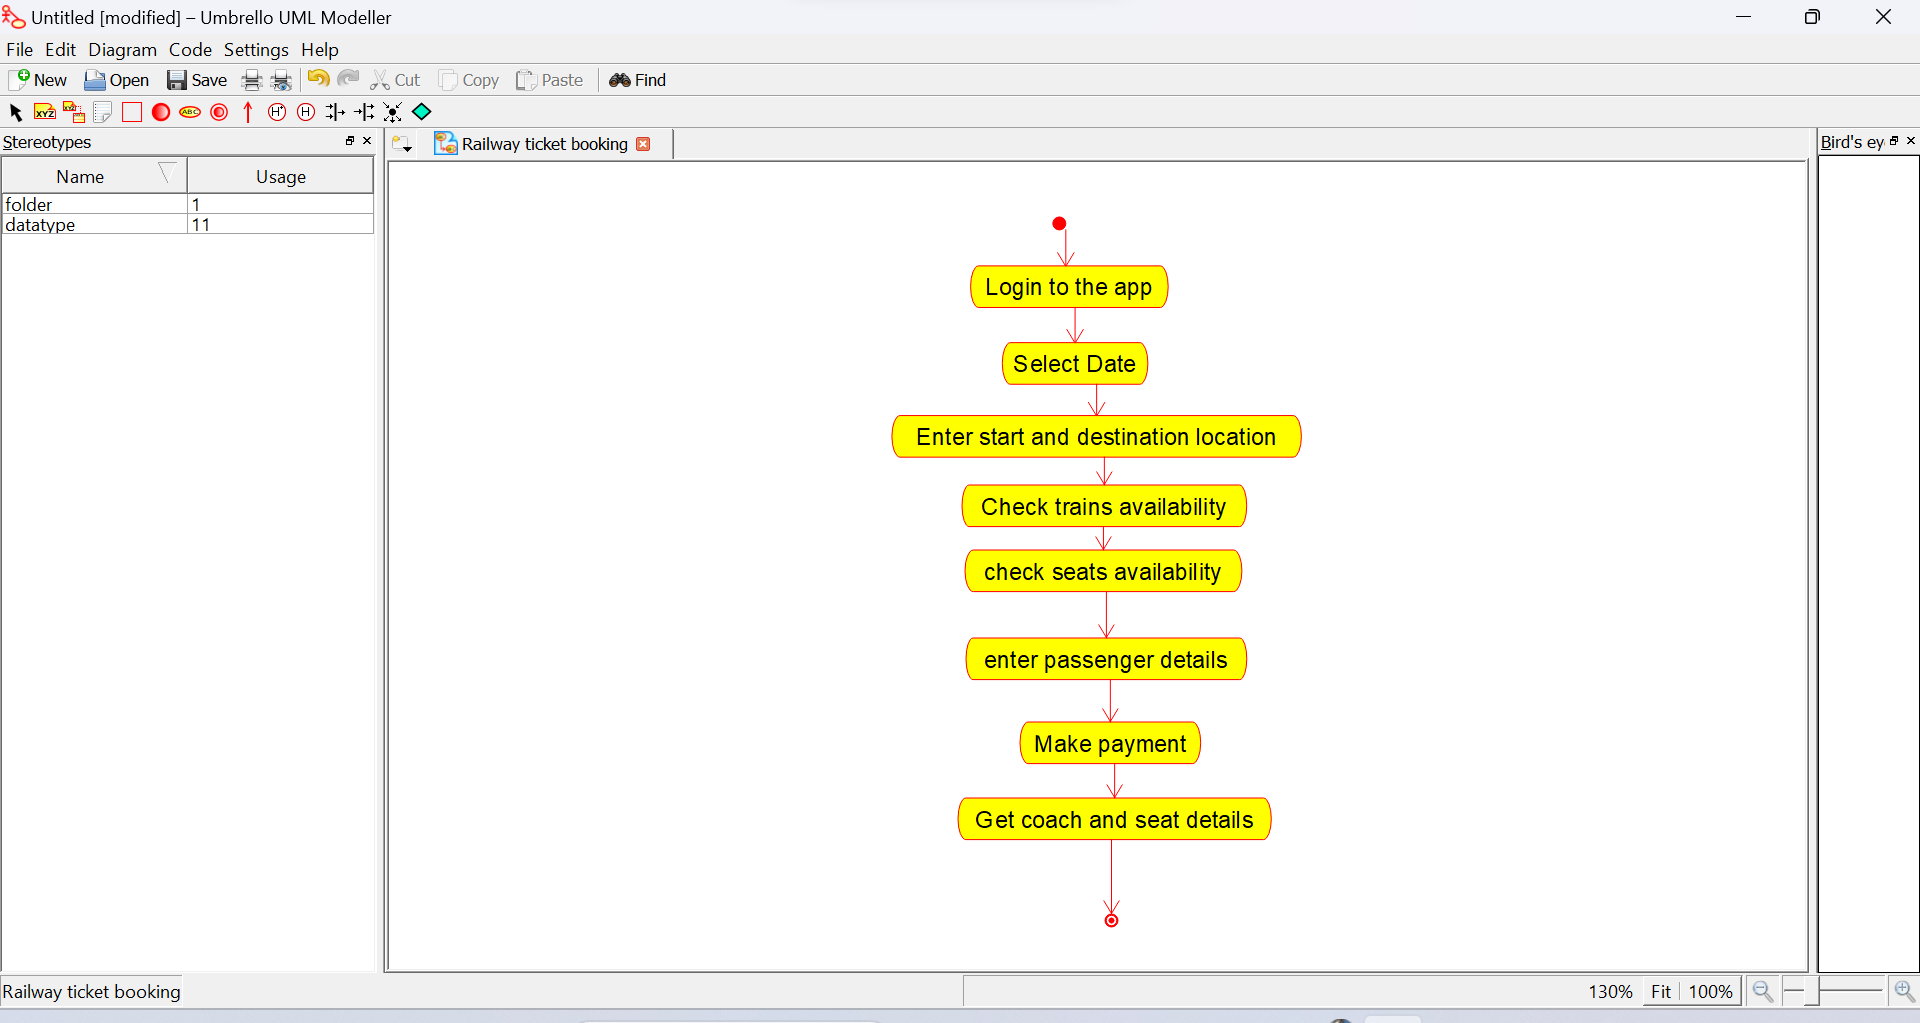 Untitled [modified] – Umbrello UML Modeller
File Edit Diagram Code Settings Help
New Open Save Cut Copy Paste Find
XYZ XYZ ABC H* H
Stereotypes
Railway ticket booking
Bird's ey
Name Usage
folder 1
datatype 11
Login to the app
Select Date
Enter start and destination location
Check trains availability
check seats availability
enter passenger details
Make payment
Get coach and seat details
Railway ticket booking
130% Fit 100%